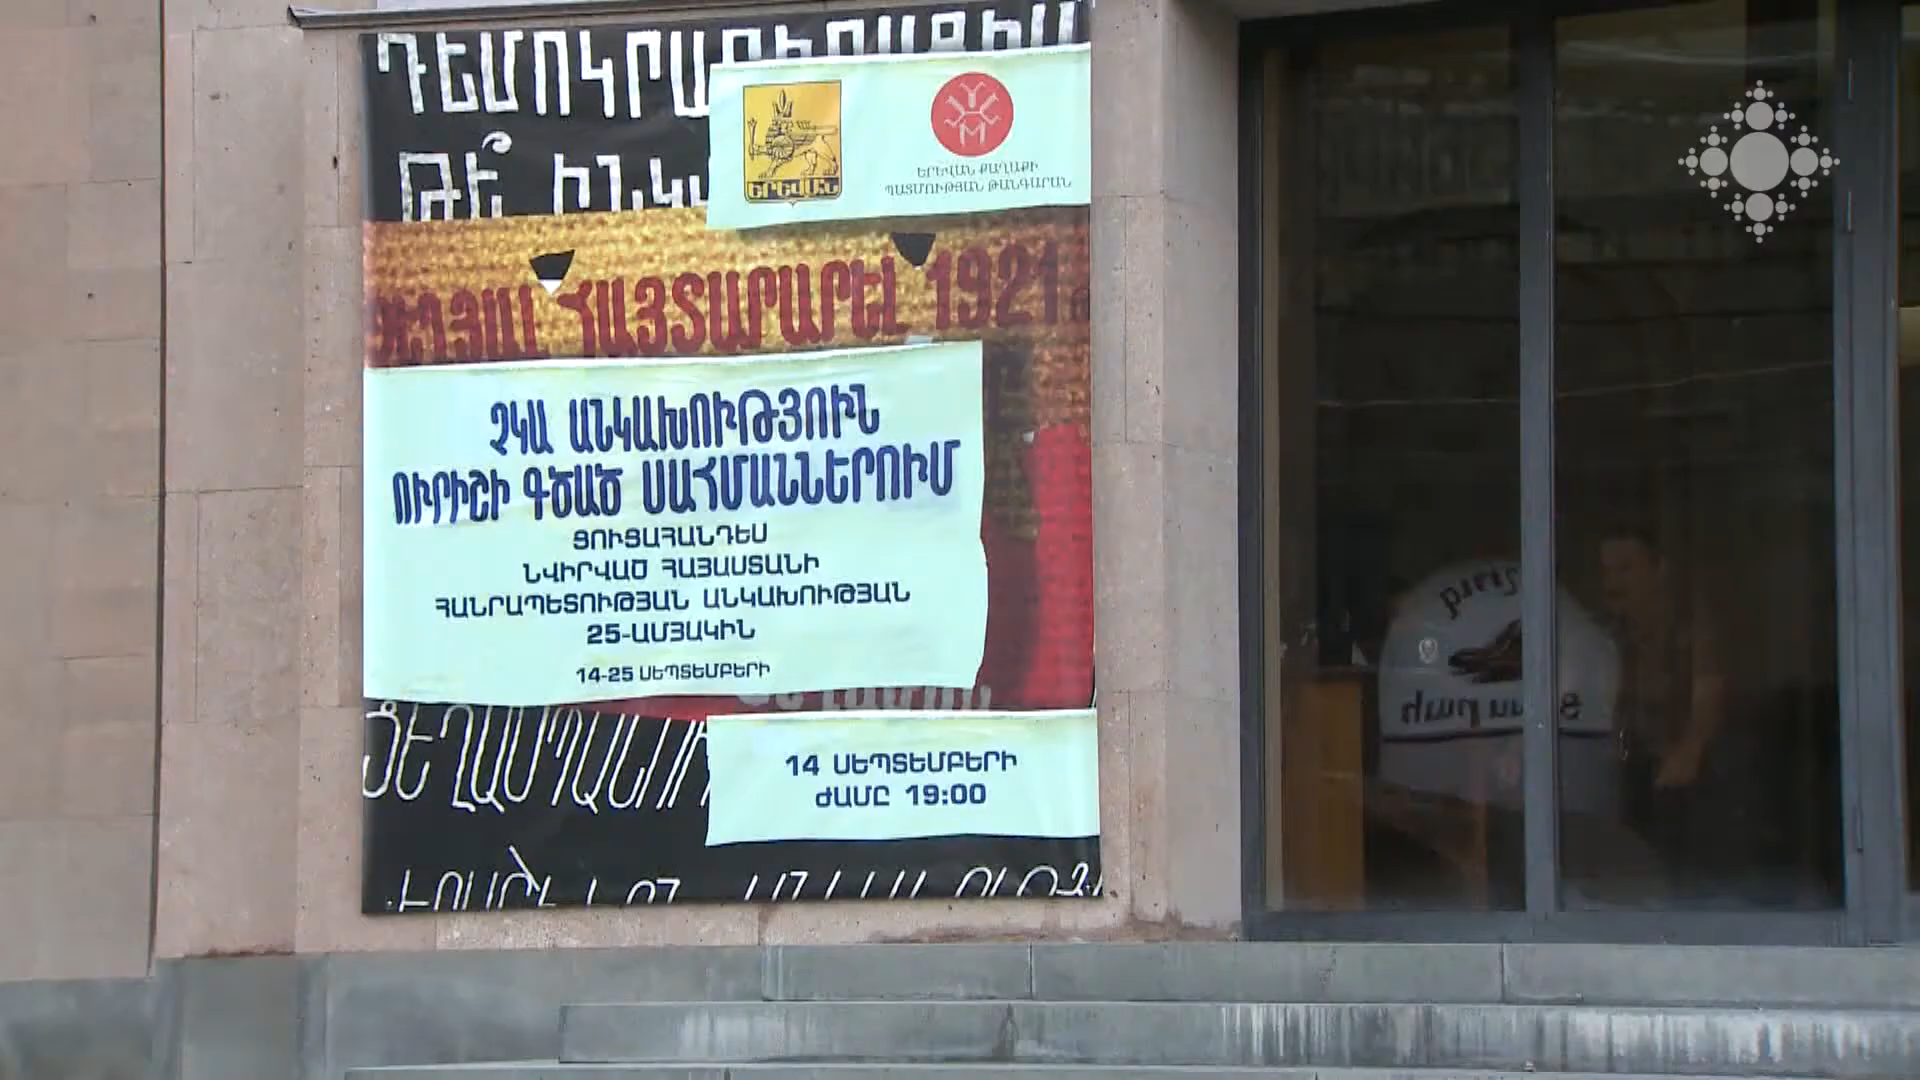 ԹԵ՞
ԵՐԵՎԱՆ
ԵՐԵՎԱՆ ՔԱՂԱՔԻ
ՊԱՏՄՈՒԹՅԱՆ ԹԱՆԳԱՐԱՆ
ՀԱՅՏԱՐԱՐԵԼ 1921
ՉԿԱ ԱՆԿԱԽՈՒԹՅՈՒՆ
ՈՒՐԻՇԻ ԳԾԱԾ ՍԱՀՄԱՆՆԵՐՈՒՄ
ՑՈՒՑԱՀԱՆԴԵՍ
ՆՎԻՐՎԱԾ ՀԱՅԱՍՏԱՆԻ
ՀԱՆՐԱՊԵՏՈՒԹՅԱՆ ԱՆԿԱԽՈՒԹՅԱՆ
25-ԱՄՅԱԿԻՆ
14-25 ՍԵՊՏԵՄԲԵՐԻ
14 ՍԵՊՏԵՄԲԵՐԻ
ԺԱՄԸ 19:00